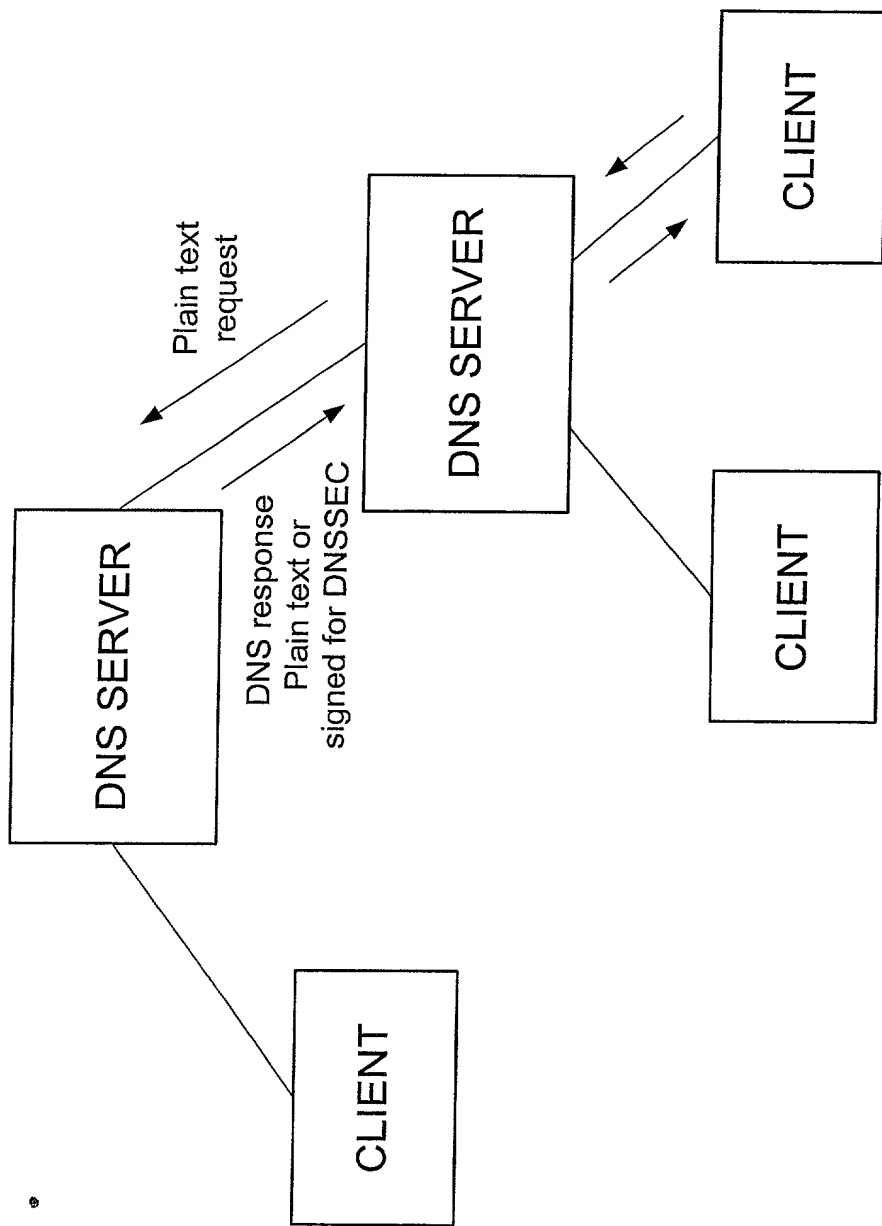 DNS SERVER
Plain text
request
DNS response
Plain text or
signed for DNSSEC
DNS SERVER
CLIENT
CLIENT
CLIENT